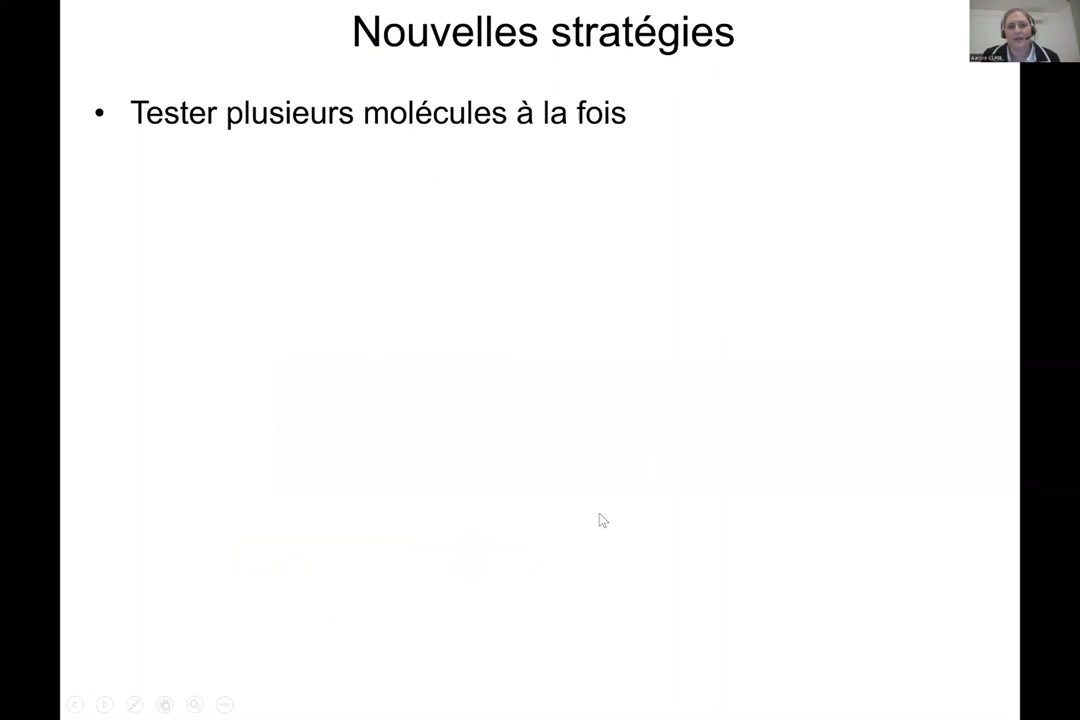 Nouvelles stratégies
• Tester plusieurs molécules à la fois